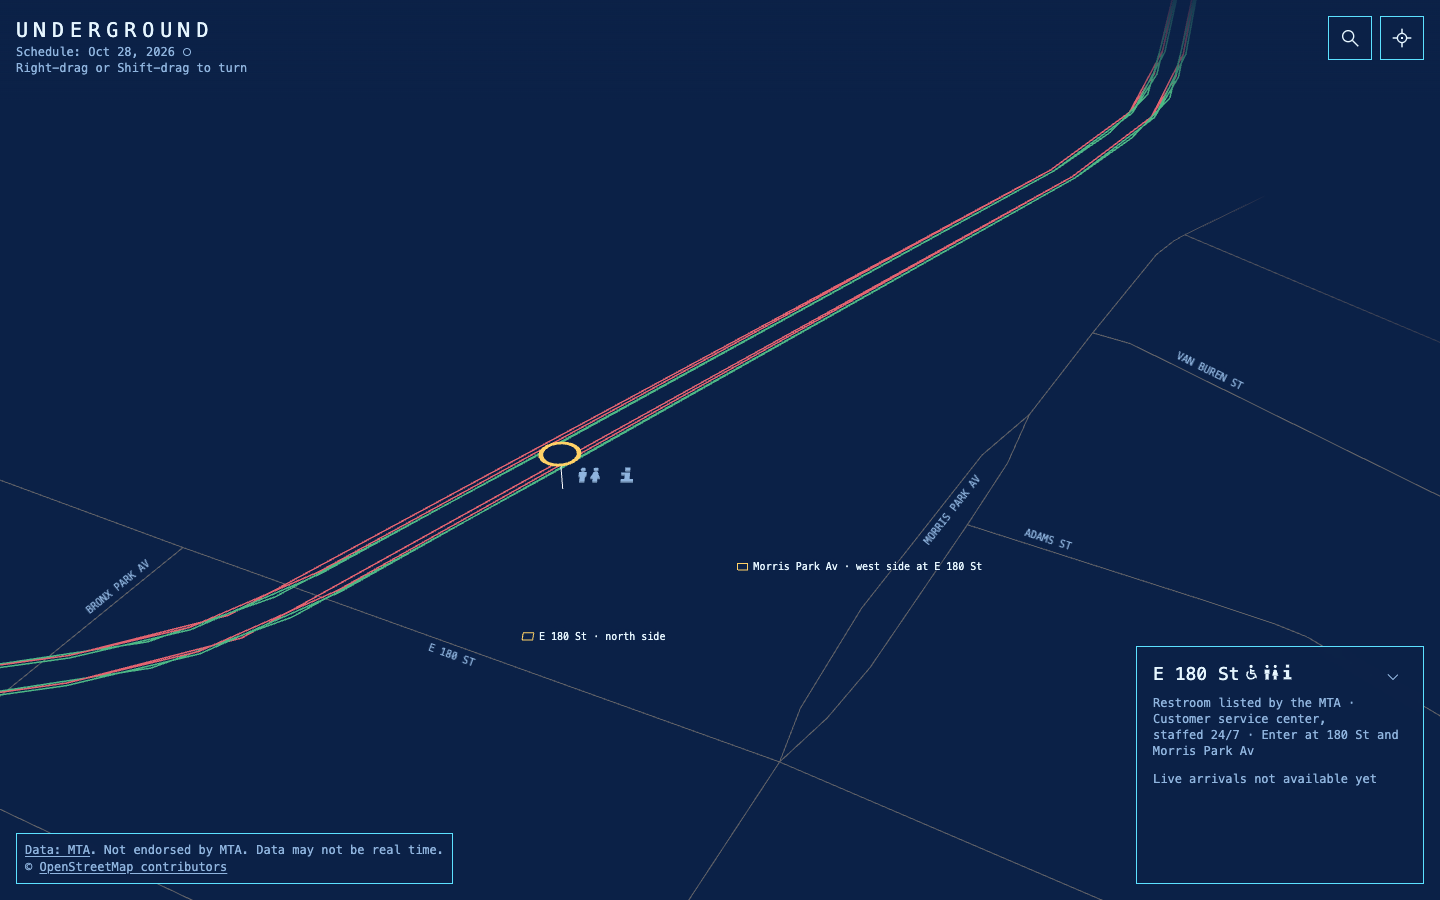 UNDERGROUND
Schedule: Oct 28, 2026
Right-drag or Shift-drag to turn
VAN BUREN ST
MORRIS PARK AV
ADAMS ST
Morris Park Av · west side at E 180 St
BRONX PARK AV
E 180 St · north side
E 180 ST
E 180 St
Restroom listed by the MTA ·
Customer service center,
staffed 24/7 · Enter at 180 St and
Morris Park Av
Live arrivals not available yet
Data: MTA. Not endorsed by MTA. Data may not be real time.
© OpenStreetMap contributors